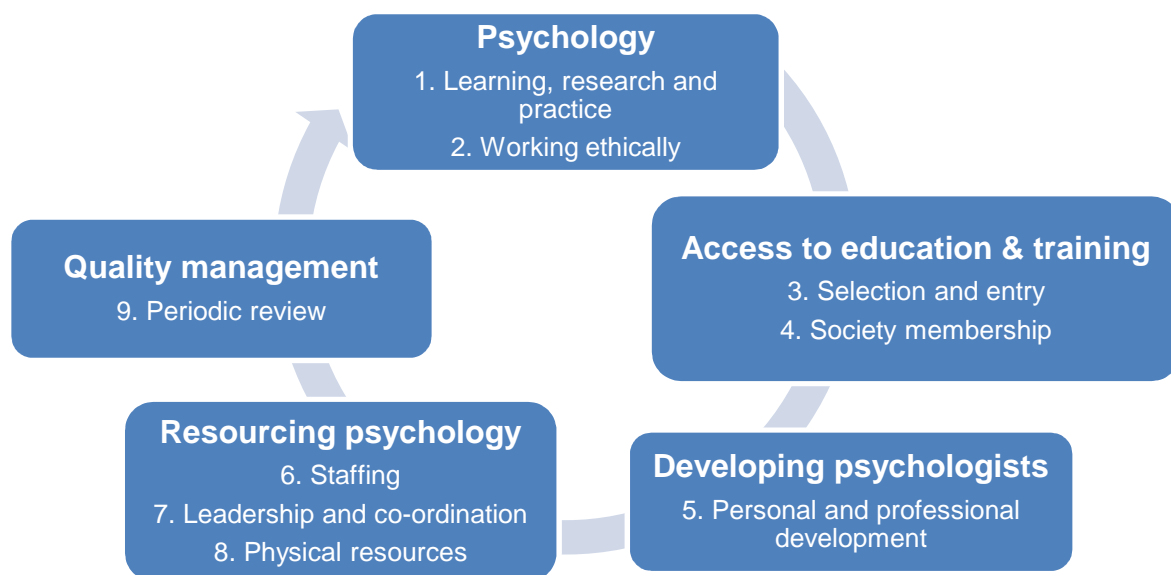 Psychology
1. Learning, research and
practice
2. Working ethically
Access to education & training
3. Selection and entry
4. Society membership
Developing psychologists
5. Personal and professional
development
Resourcing psychology
6. Staffing
7. Leadership and co-ordination
8. Physical resources
Quality management
9. Periodic review